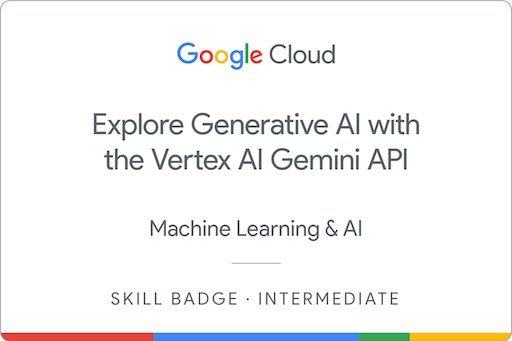 Google Cloud
Explore Generative AI with
the Vertex AI Gemini API
Machine Learning & AI
SKILL BADGE · INTERMEDIATE